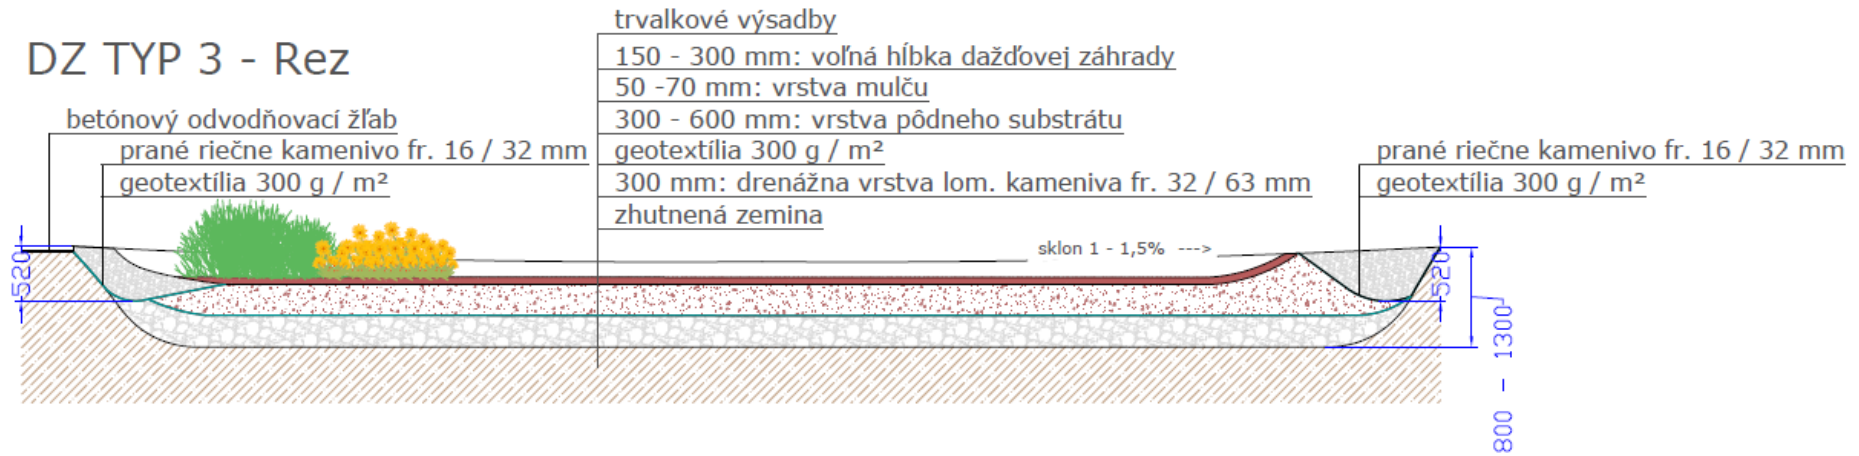 DZ TYP 3 - Rez
betónový odvodňovací žľab
prané riečne kamenivo fr. 16 / 32 mm
geotextília 300 g / m²
trvalkové výsadby
150 - 300 mm: voľná hĺbka dažďovej záhrady
50 -70 mm: vrstva mulču
300 - 600 mm: vrstva pôdneho substrátu
geotextília 300 g / m²
300 mm: drenážna vrstva lom. kameniva fr. 32 / 63 mm
zhutnená zemina
prané riečne kamenivo fr. 16 / 32 mm
geotextília 300 g / m²
sklon 1 - 1,5% --->
520
520
800 - 1300